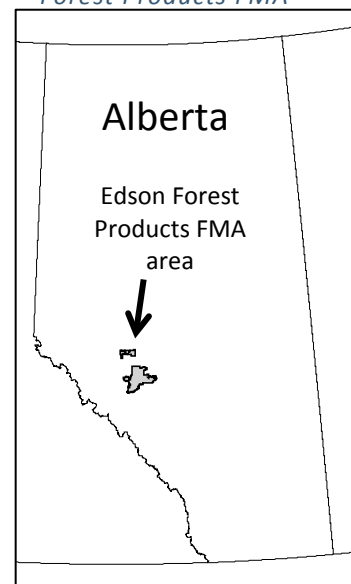 Forest Products FMA
Alberta
Edson Forest
Products FMA
area